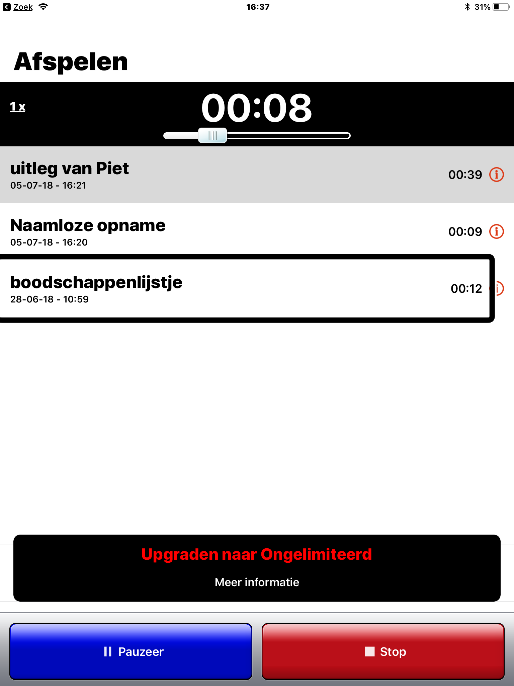 Zoek 16:37 31%
Afspelen
1x 00:08
uitleg van Piet
05-07-18 - 16:21 00:39
Naamloze opname
05-07-18 - 16:20 00:09
boodschappenlijstje
28-06-18 - 10:59 00:12
Upgraden naar Ongelimiteerd
Meer informatie
Pauzeer Stop